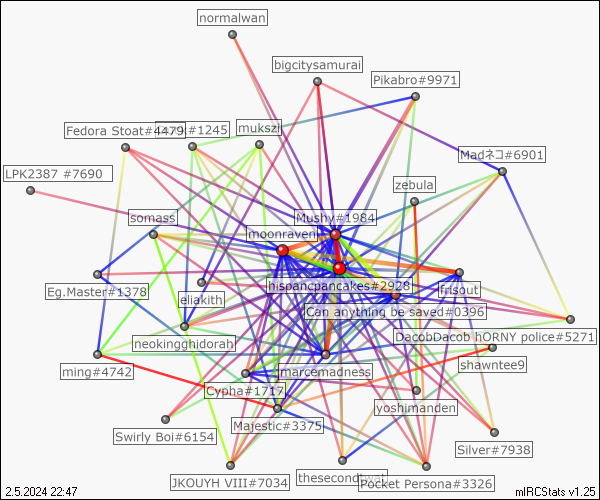 normalwan
bigcitysamurai
Pikabro#9971
Fedora Stoat#4479
#1245
mukszi
Madネコ#6901
LPK2387 #7690
zebula
somass
Mushy#1984
moonraven
Eg.Master#1378
eliakith
hispancpancakes#2928
frisout
Can anything be saved#0396
neokingghidorah
DacobDacob hORNY police#5271
ming#4742
marcemadness
shawntee9
Cypha#1717
yoshimanden
Swirly Boi#6154
Majestic#3375
Silver#7938
JKOUYH VIII#7034
Pocket Persona#3326
2.5.2024 22:47
mIRCStats v1.25